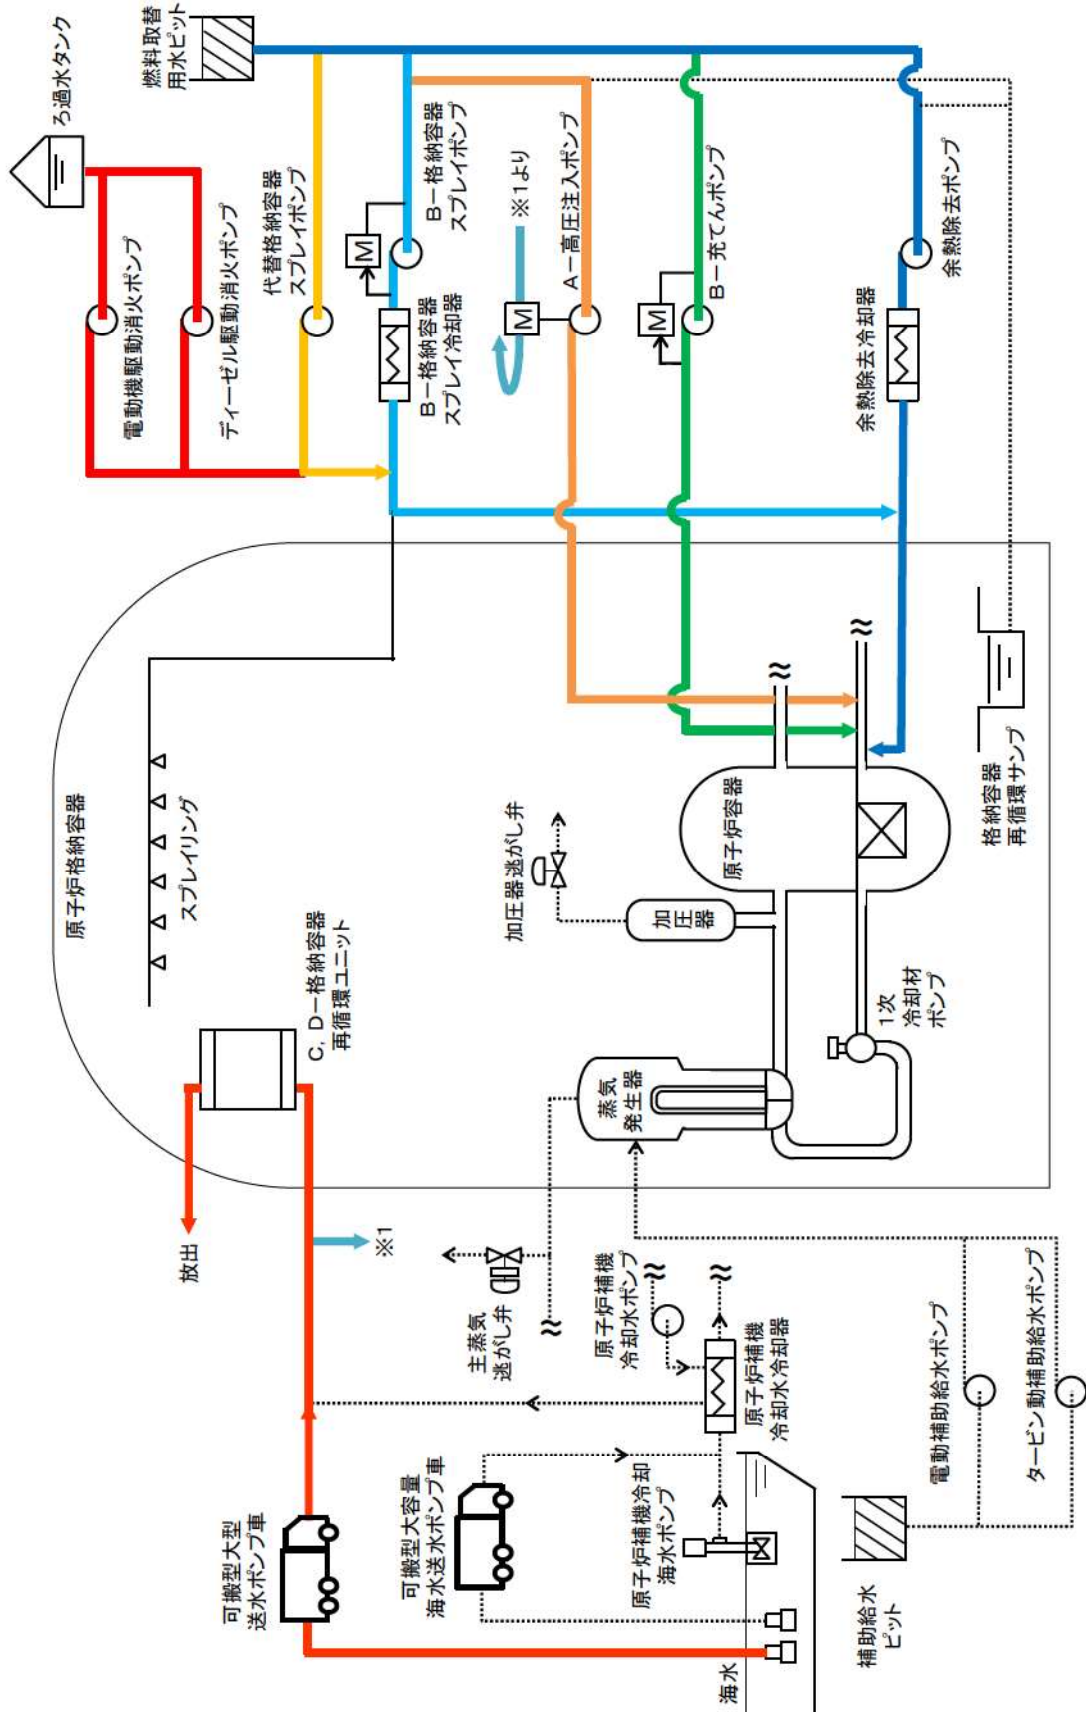 ろ過水タンク
燃料取替
用水ピット
電動機駆動消火ポンプ
ディーゼル駆動消火ポンプ
代替格納容器
スプレイポンプ
B－格納容器
スプレイポンプ
B－格納容器
スプレイ冷却器
M
※1より
M
A－高圧注入ポンプ
M
B－充てんポンプ
余熱除去ポンプ
余熱除去冷却器
原子炉格納容器
スプレイリング
C, D－格納容器
再循環ユニット
加圧器逃がし弁
加圧器
原子炉容器
格納容器
再循環サンプ
蒸気
発生器
1次
冷却材
ポンプ
放出
※1
主蒸気
逃がし弁
原子炉補機
冷却水ポンプ
原子炉補機
冷却水冷却器
可搬型大型
送水ポンプ車
可搬型大容量
海水送水ポンプ車
原子炉補機冷却
海水ポンプ
海水
補助給水
ピット
電動補助給水ポンプ
タービン動補助給水ポンプ